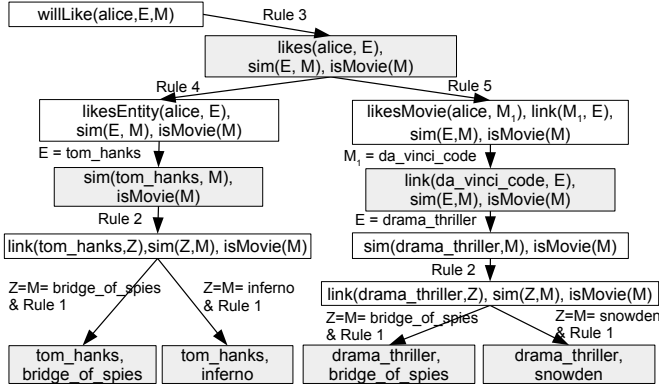 willLike(alice,E,M)
Rule 3
likes(alice, E),
sim(E, M), isMovie(M)
Rule 4
Rule 5
likesEntity(alice, E),
sim(E, M), isMovie(M)
likesMovie(alice, M₁), link(M₁, E),
sim(E,M), isMovie(M)
E = tom_hanks
M₁ = da_vinci_code
sim(tom_hanks, M),
isMovie(M)
link(da_vinci_code, E),
sim(E,M), isMovie(M)
Rule 2
E = drama_thriller
link(tom_hanks,Z),sim(Z,M), isMovie(M)
sim(drama_thriller,M), isMovie(M)
Rule 2
Z=M= bridge_of_spies
& Rule 1
Z=M= inferno
& Rule 1
link(drama_thriller,Z), sim(Z,M), isMovie(M)
Z=M= bridge_of_spies
& Rule 1
Z=M= snowden
& Rule 1
tom_hanks,
bridge_of_spies
tom_hanks,
inferno
drama_thriller,
bridge_of_spies
drama_thriller,
snowden